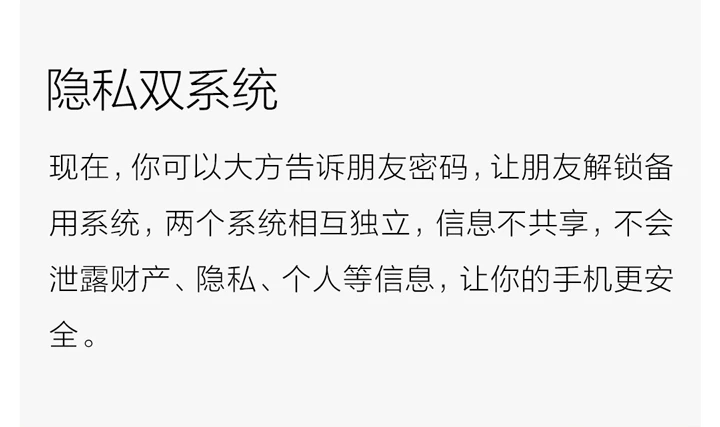 隐私双系统
现在，你可以大方告诉朋友密码，让朋友解锁备
用系统，两个系统相互独立，信息不共享，不会
泄露财产、隐私、个人等信息，让你的手机更安
全。